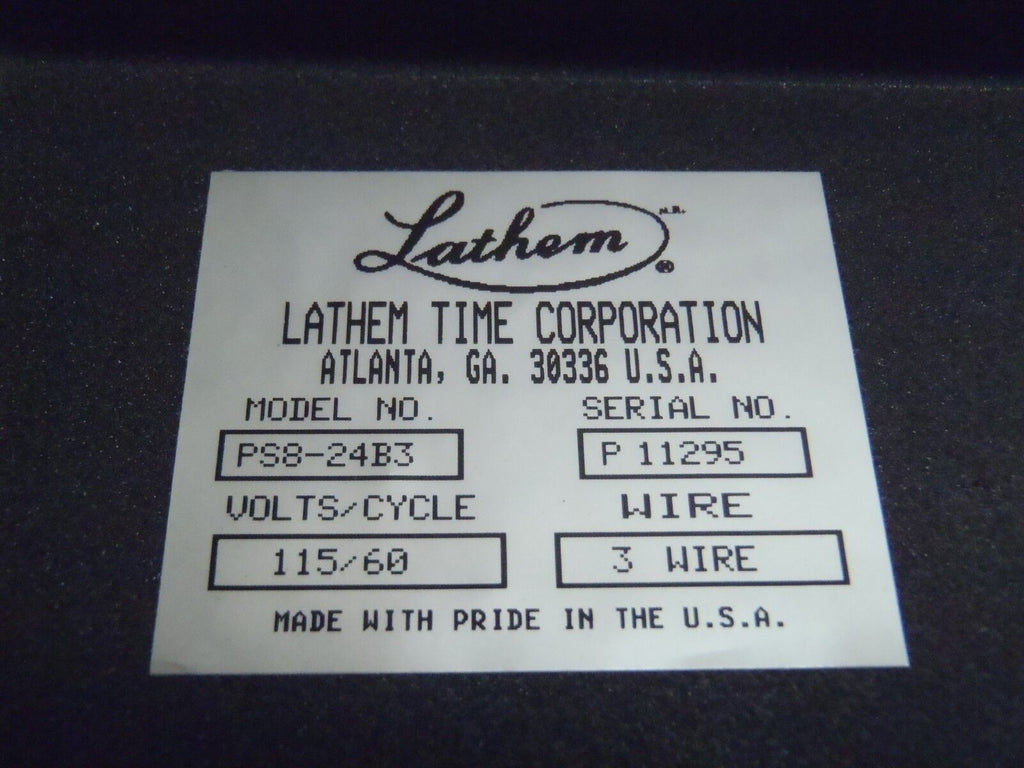 Lathem
LATHEM TIME CORPORATION
ATLANTA, GA. 30336 U.S.A.
MODEL NO. SERIAL NO.
PS8-24B3 P 11295
VOLTS/CYCLE WIRE
115/60 3 WIRE
MADE WITH PRIDE IN THE U.S.A.